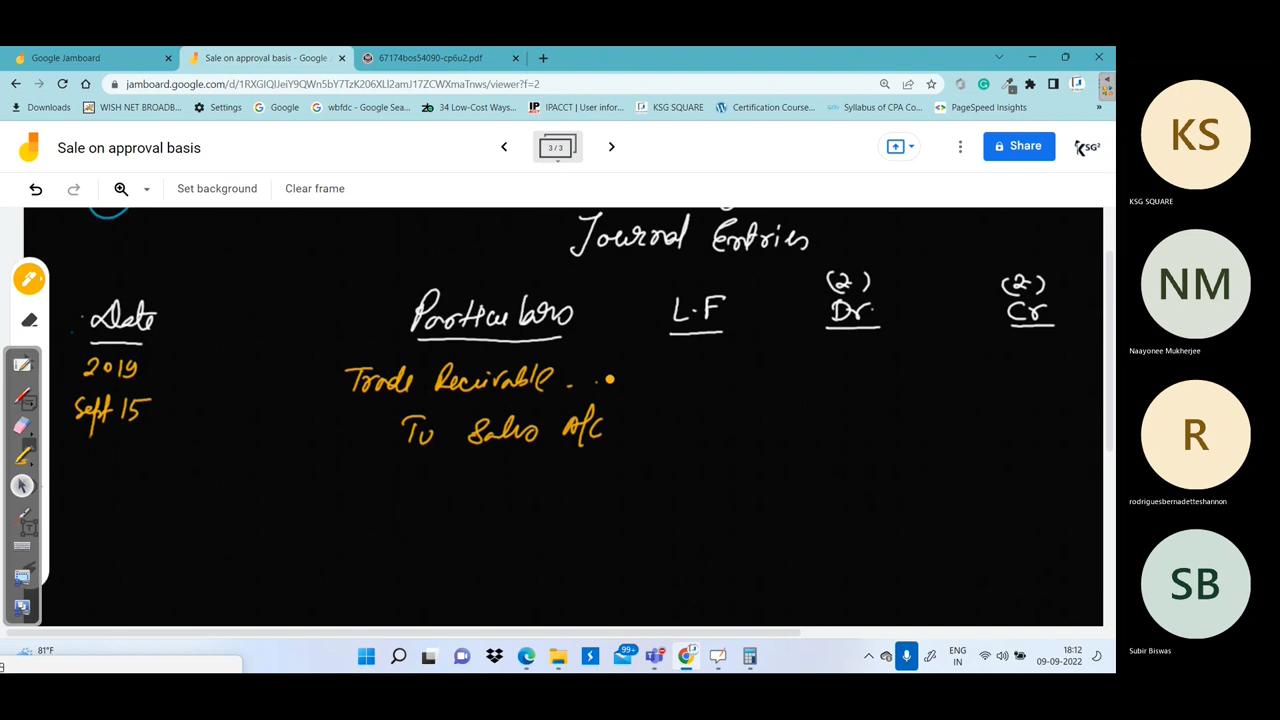 Google Jamboard
Sale on approval basis - Google
67174bos54090-cp6u2.pdf
jamboard.google.com/d/1RXGlQlJeiY9QWn5bY7TzK206XLl2amJ17ZCWXmaTnws/viewer?f=2
Downloads
WISH NET BROADB...
Settings
Google
wbfdc - Google Sea...
34 Low-Cost Ways...
IPACCT | User infor...
KSG SQUARE
Certification Course...
Syllabus of CPA Co...
PageSpeed Insights
»
Sale on approval basis
3 / 3
Share
KSG²
Set background
Clear frame
Journal Entries
Date Particulars L.F (₹) Dr. (₹) Cr
2019
Sept 15
Trade Receivable . .
To Sales A/C
81°F
99+
ENG
IN
18:12
09-09-2022
KS
KSG SQUARE
NM
Naayonee Mukherjee
R
rodriguesbernadetteshannon
SB
Subir Biswas